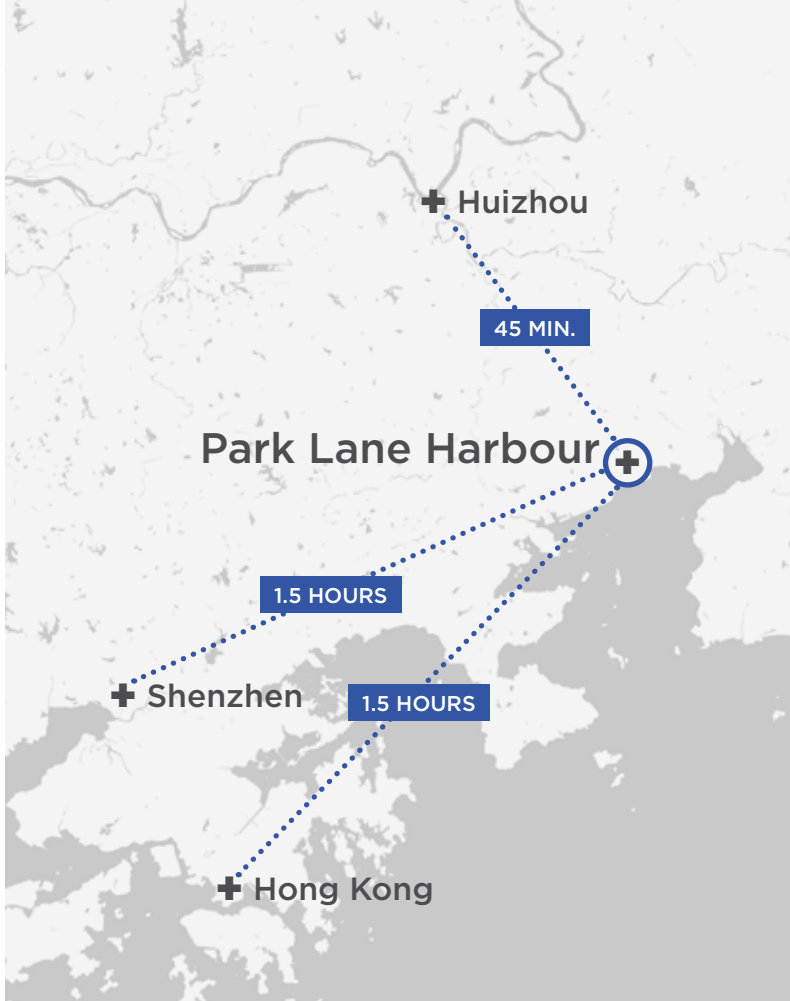 Huizhou
45 MIN.
Park Lane Harbour
1.5 HOURS
Shenzhen
1.5 HOURS
Hong Kong